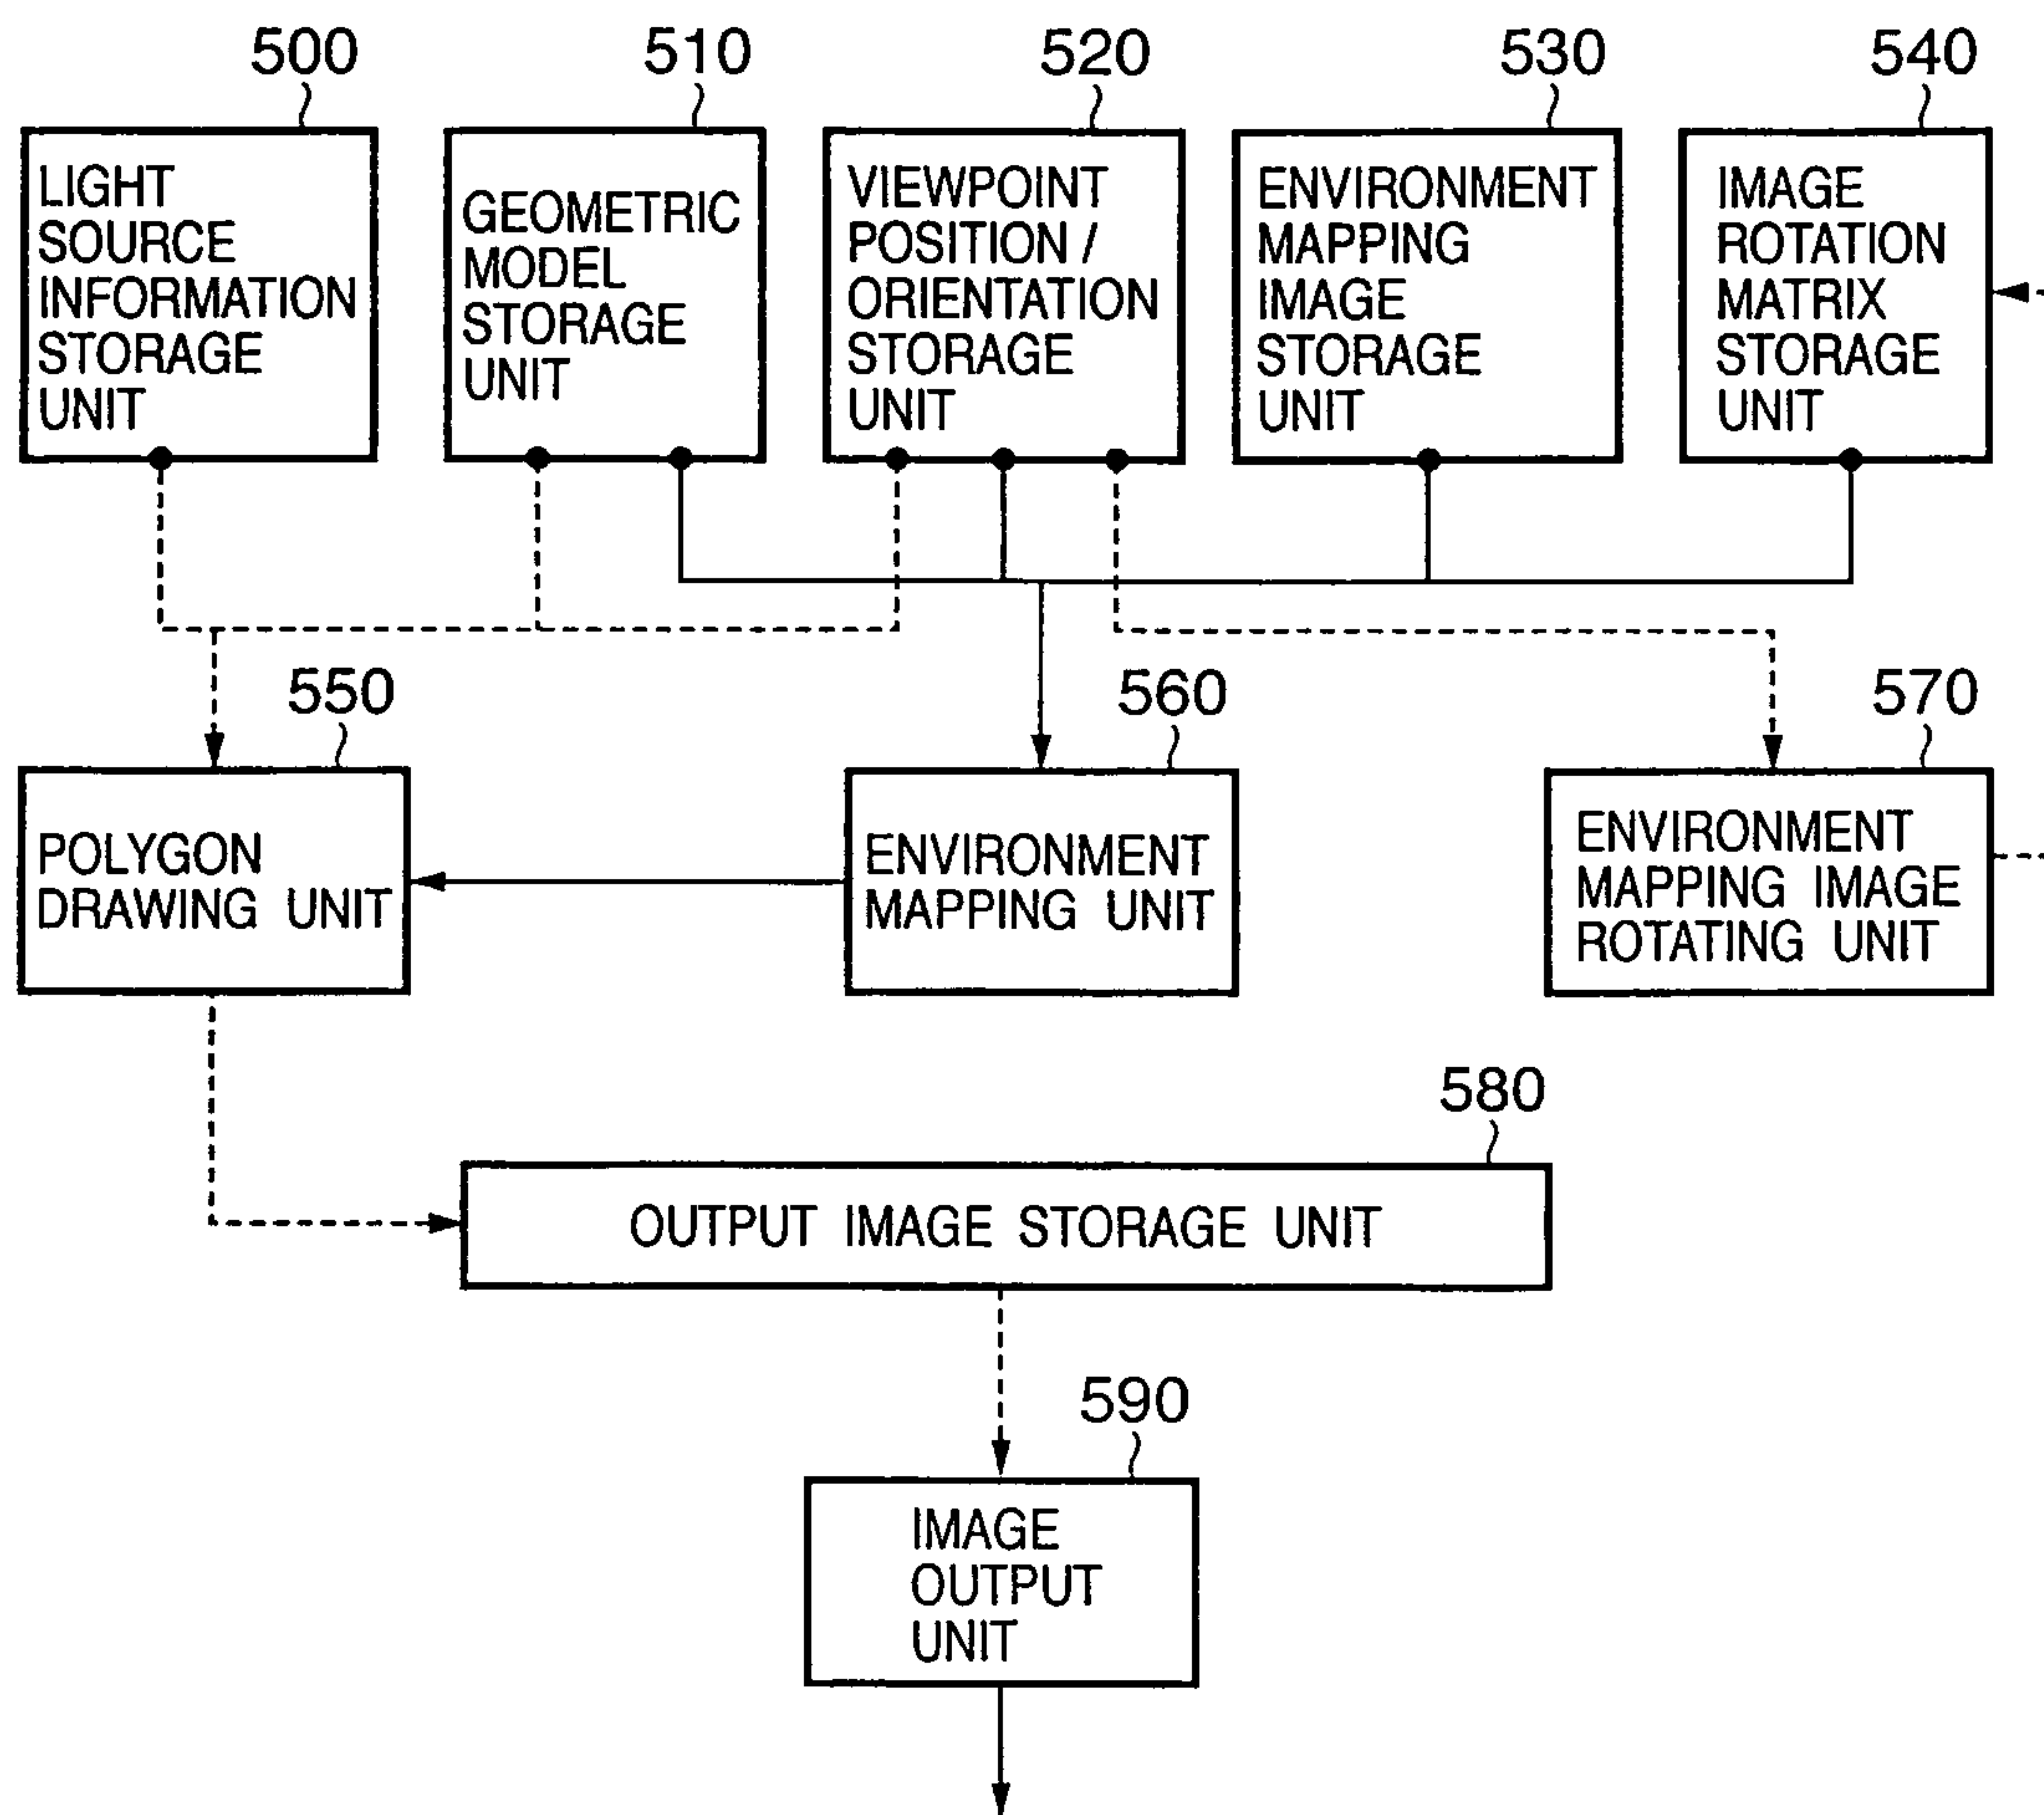 500
510
520
530
540
LIGHT
SOURCE
INFORMATION
STORAGE
UNIT
GEOMETRIC
MODEL
STORAGE
UNIT
VIEWPOINT
POSITION /
ORIENTATION
STORAGE
UNIT
ENVIRONMENT
MAPPING
IMAGE
STORAGE
UNIT
IMAGE
ROTATION
MATRIX
STORAGE
UNIT
550
560
570
POLYGON
DRAWING UNIT
ENVIRONMENT
MAPPING UNIT
ENVIRONMENT
MAPPING IMAGE
ROTATING UNIT
580
OUTPUT IMAGE STORAGE UNIT
590
IMAGE
OUTPUT
UNIT